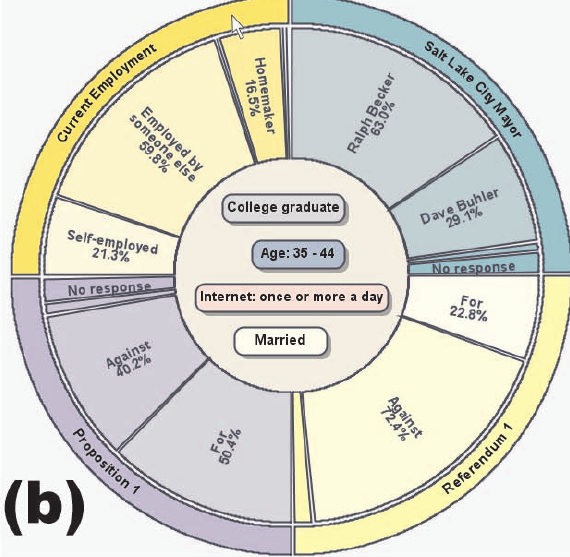 Current Employment
Homemaker
16.5%
Employed by
someone else
59.8%
Self-employed
21.3%
Salt Lake City Mayor
Ralph Becker
63.0%
Dave Buhler
29.1%
No response
College graduate
Age: 35 - 44
Internet: once or more a day
Married
No response
Against
40.2%
For
50.4%
Proposition 1
For
22.8%
Against
72.4%
Referendum 1
(b)